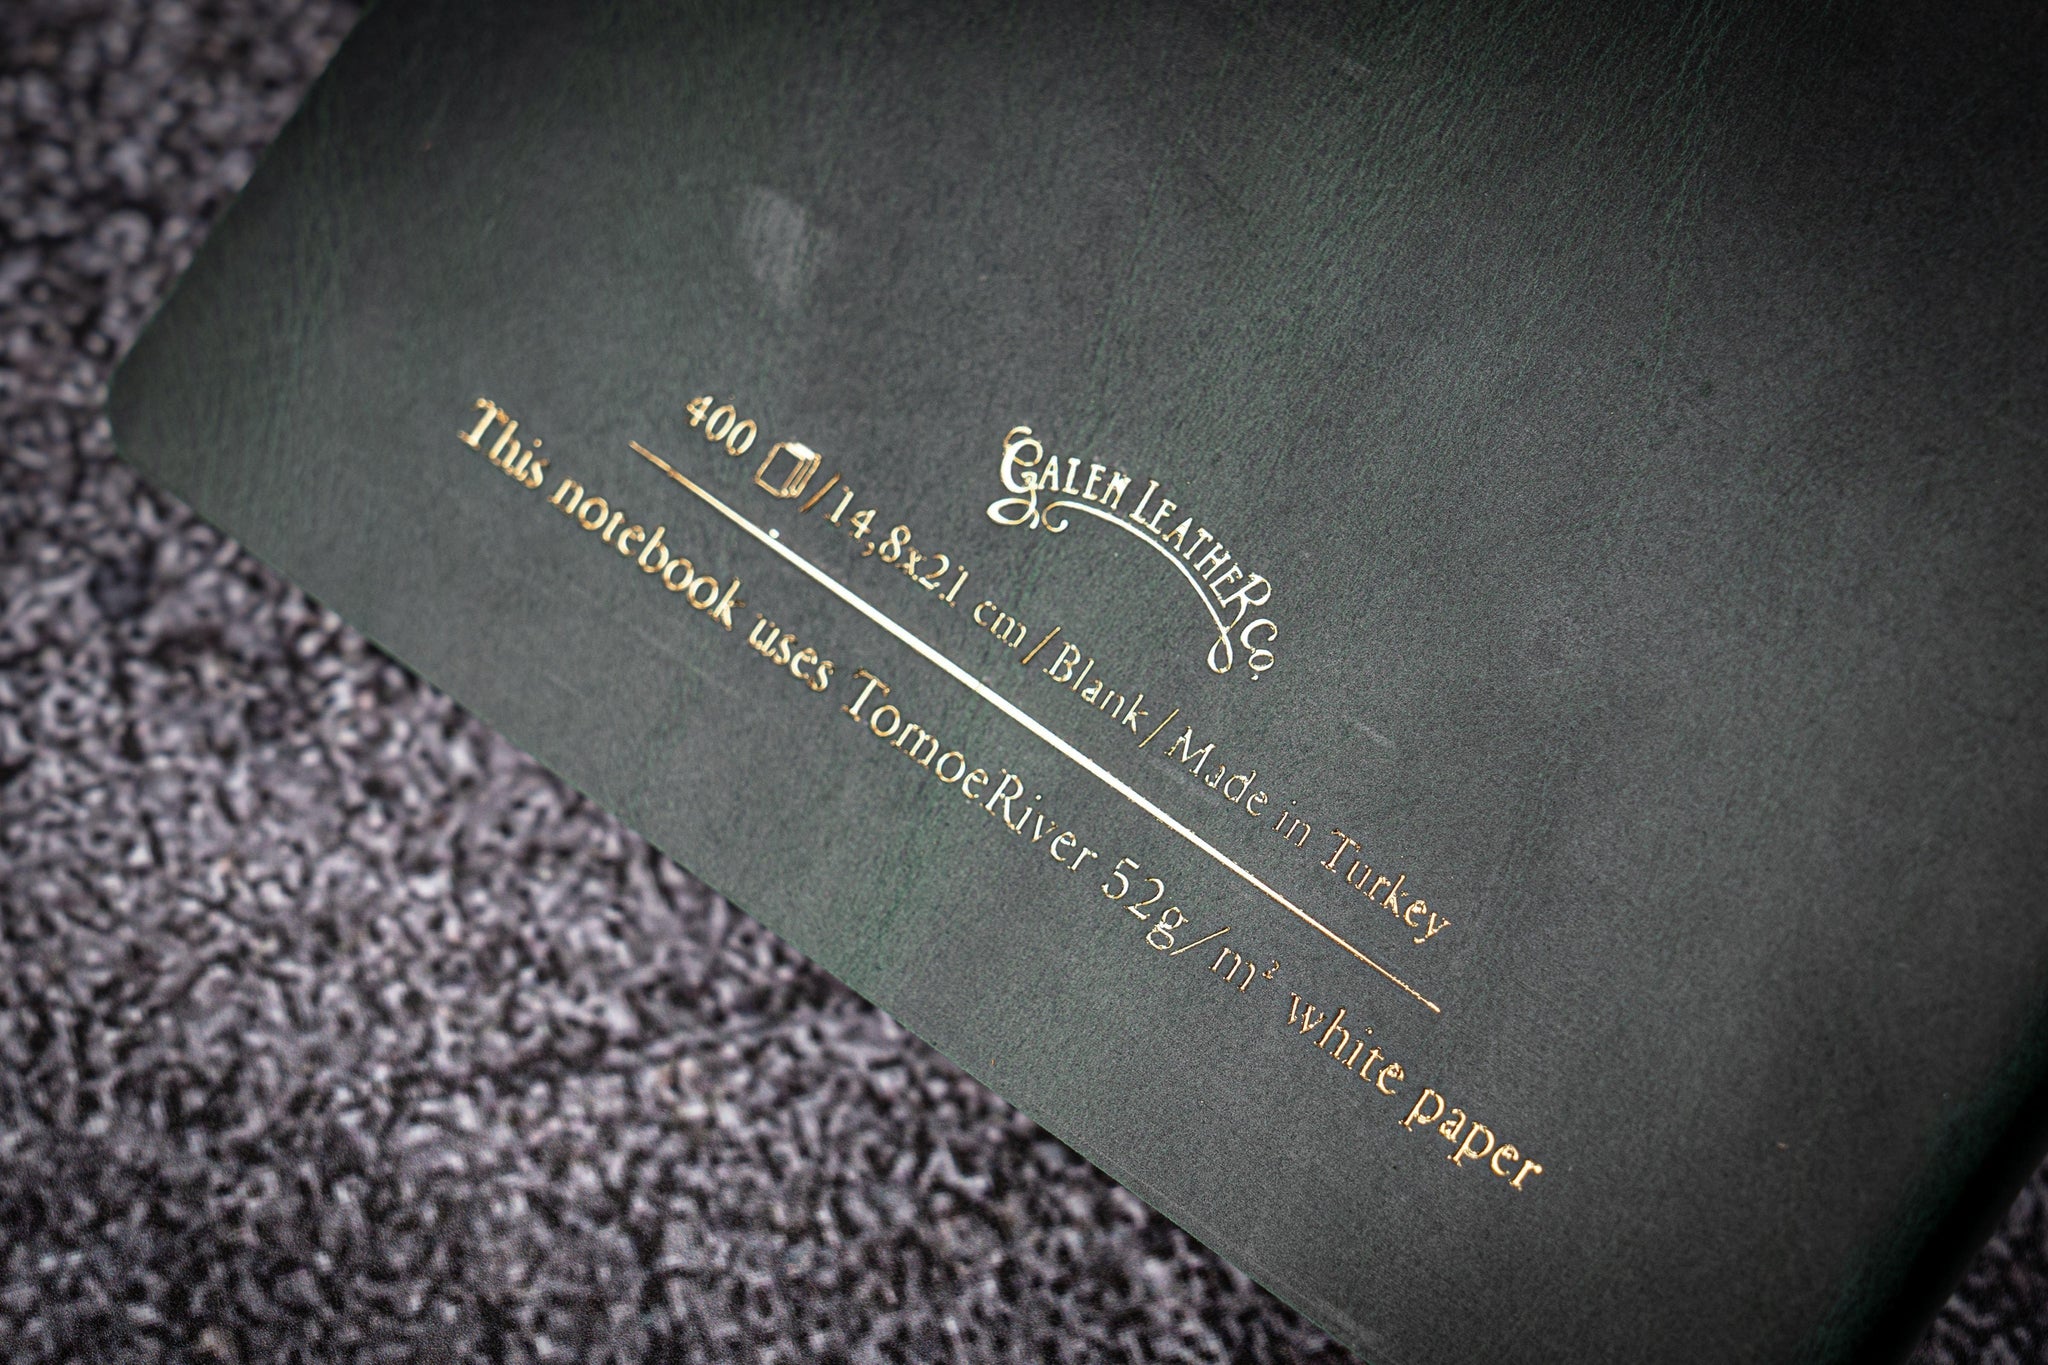 Galen Leather Co.
400 / 14,8x21 cm / Blank / Made in Turkey
This notebook uses TomoeRiver 52g/m² white paper